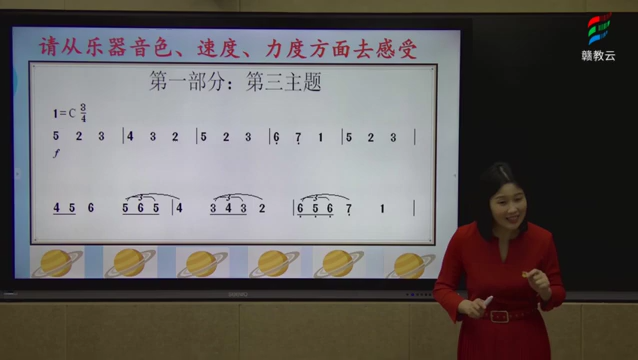 请从乐器音色、速度、力度方面去感受
赣教云
第一部分：第三主题
1=C 3/4
5 2 3 | 4 3 2 | 5 2 3 | 6 7 1 | 5 2 3 |
f
4 5 6 5 6 5 | 4 3 4 3 2 | 6 5 6 7 1 |